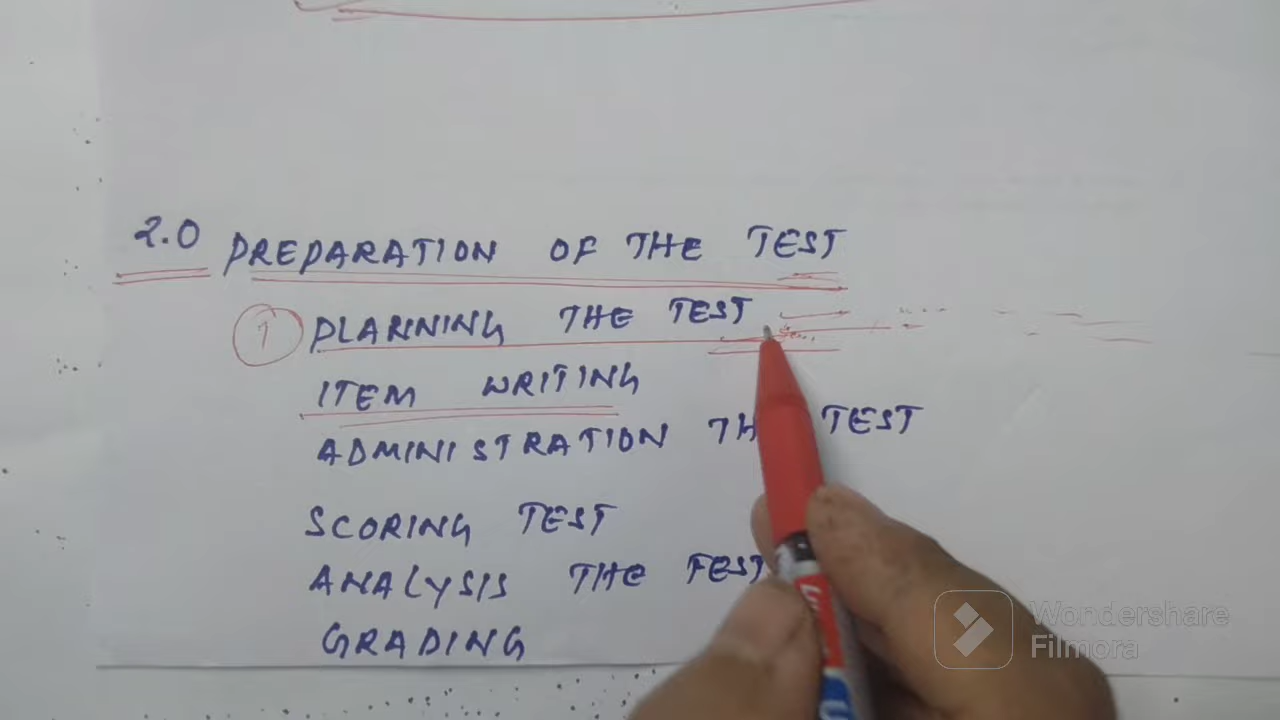 2.0 PREPARATION OF THE TEST
1 PLANNING THE TEST
ITEM WRITING
ADMINISTRATION TEST
SCORING TEST
ANALYSIS THE TEST
GRADING
Wondershare
Filmora